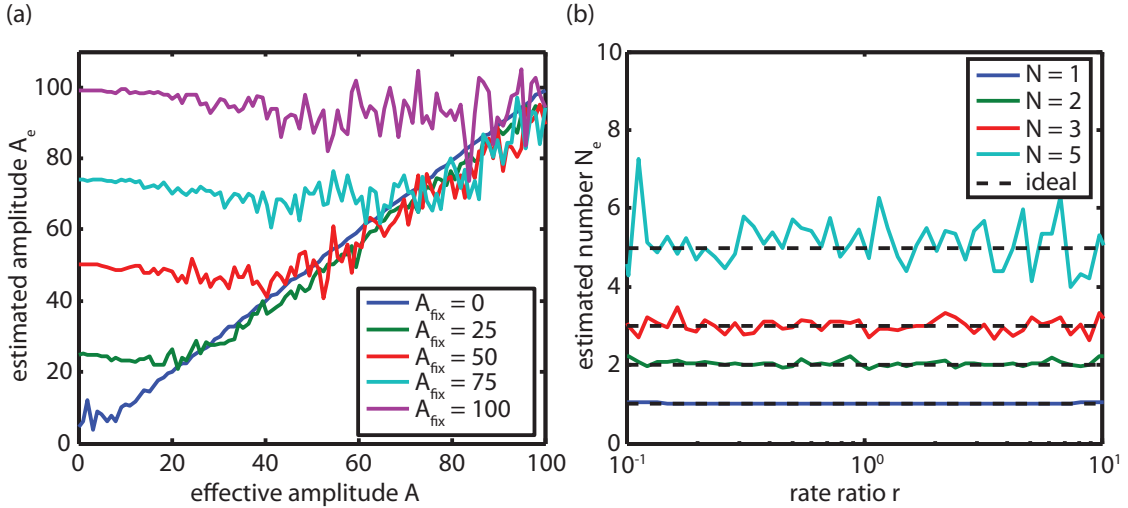 (a)
estimated amplitude A_e
100
80
60
40
20
0
0 20 40 60 80 100
effective amplitude A
A_fix = 0
A_fix = 25
A_fix = 50
A_fix = 75
A_fix = 100
(b)
estimated number N_e
10
8
6
4
2
0
10^-1 10^0 10^1
rate ratio r
N = 1
N = 2
N = 3
N = 5
ideal